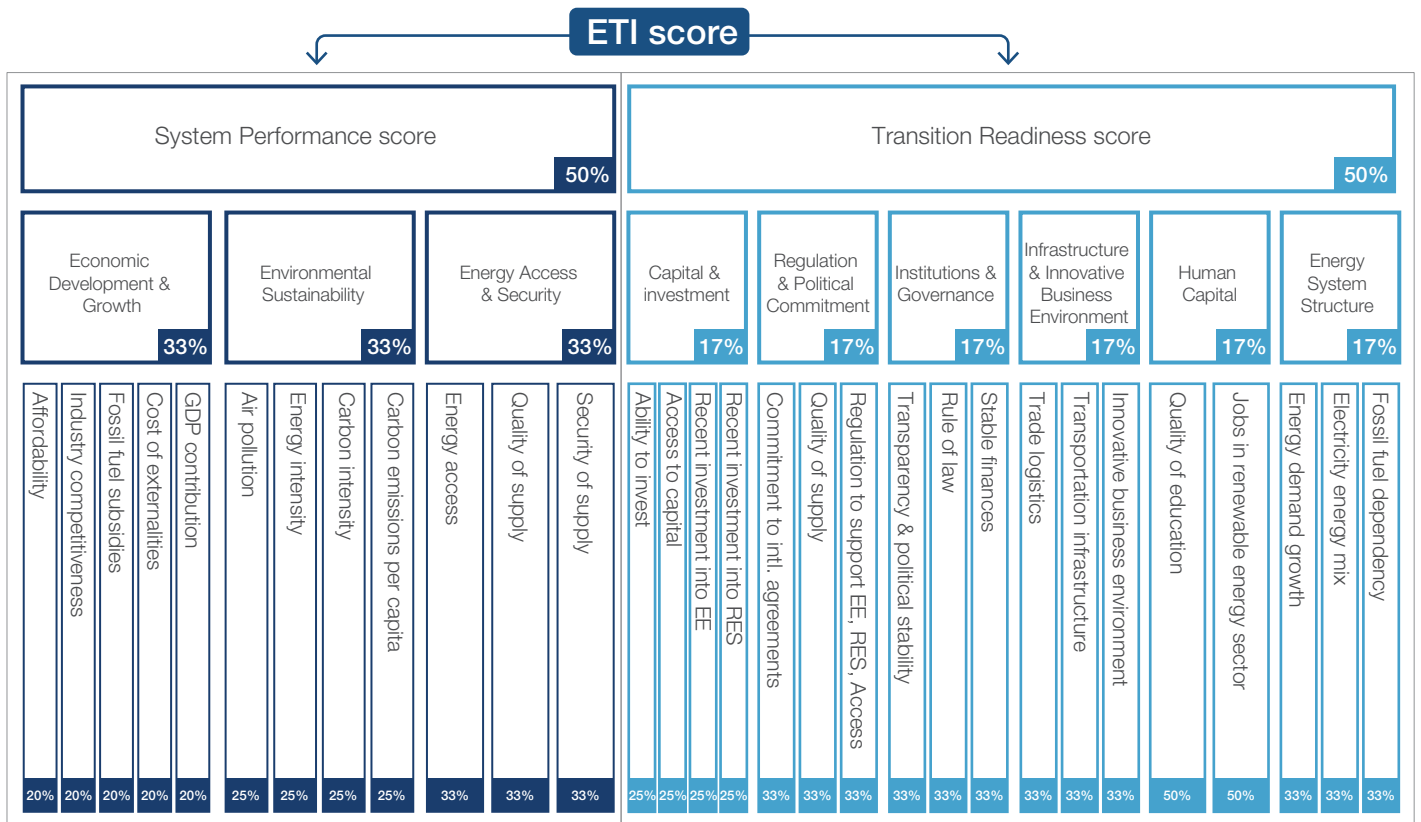 ETI score
System Performance score
50%
Transition Readiness score
50%
Economic
Development &
Growth
33%
Environmental
Sustainability
33%
Energy Access
& Security
33%
Capital &
investment
17%
Regulation
& Political
Commitment
17%
Institutions &
Governance
17%
Infrastructure
& Innovative
Business
Environment
17%
Human
Capital
17%
Energy
System
Structure
17%
Affordability
20%
Industry competitiveness
20%
Fossil fuel subsidies
20%
Cost of externalities
20%
GDP contribution
20%
Air pollution
25%
Energy intensity
25%
Carbon intensity
25%
Carbon emissions per capita
25%
Energy access
33%
Quality of supply
33%
Security of supply
33%
Ability to invest
25%
Access to capital
25%
Recent investment into EE
25%
Recent investment into RES
25%
Commitment to intl. agreements
33%
Quality of supply
33%
Regulation to support EE, RES, Access
33%
Transparency & political stability
33%
Rule of law
33%
Stable finances
33%
Trade logistics
33%
Transportation infrastructure
33%
Innovative business environment
33%
Quality of education
50%
Jobs in renewable energy sector
50%
Energy demand growth
33%
Electricity energy mix
33%
Fossil fuel dependency
33%